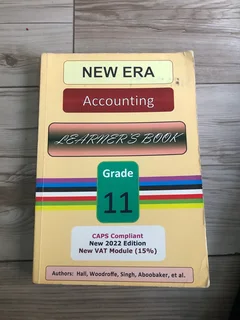 NEW ERA
Accounting
LEARNER'S BOOK
Grade
11
CAPS Compliant
New 2022 Edition
New VAT Module (15%)
Authors: Hall, Woodroffe, Singh, Aboobaker, et al.